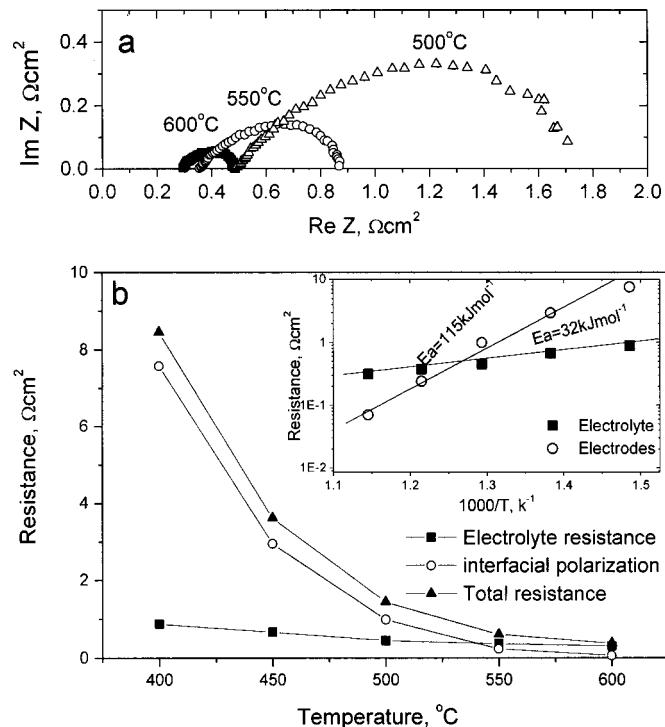 a
500°C
550°C
600°C
0.4
0.2
0.0
Im Z, Ωcm²
0.0 0.2 0.4 0.6 0.8 1.0 1.2 1.4 1.6 1.8 2.0
Re Z, Ωcm²
b
10
8
6
4
2
0
Resistance, Ωcm²
10
1
1E-1
1E-2
Resistance, Ωcm²
Ea=115kJmol⁻¹
Ea=32kJmol⁻¹
Electrolyte
Electrodes
1.1 1.2 1.3 1.4 1.5
1000/T, k⁻¹
Electrolyte resistance
interfacial polarization
Total resistance
400 450 500 550 600
Temperature, °C